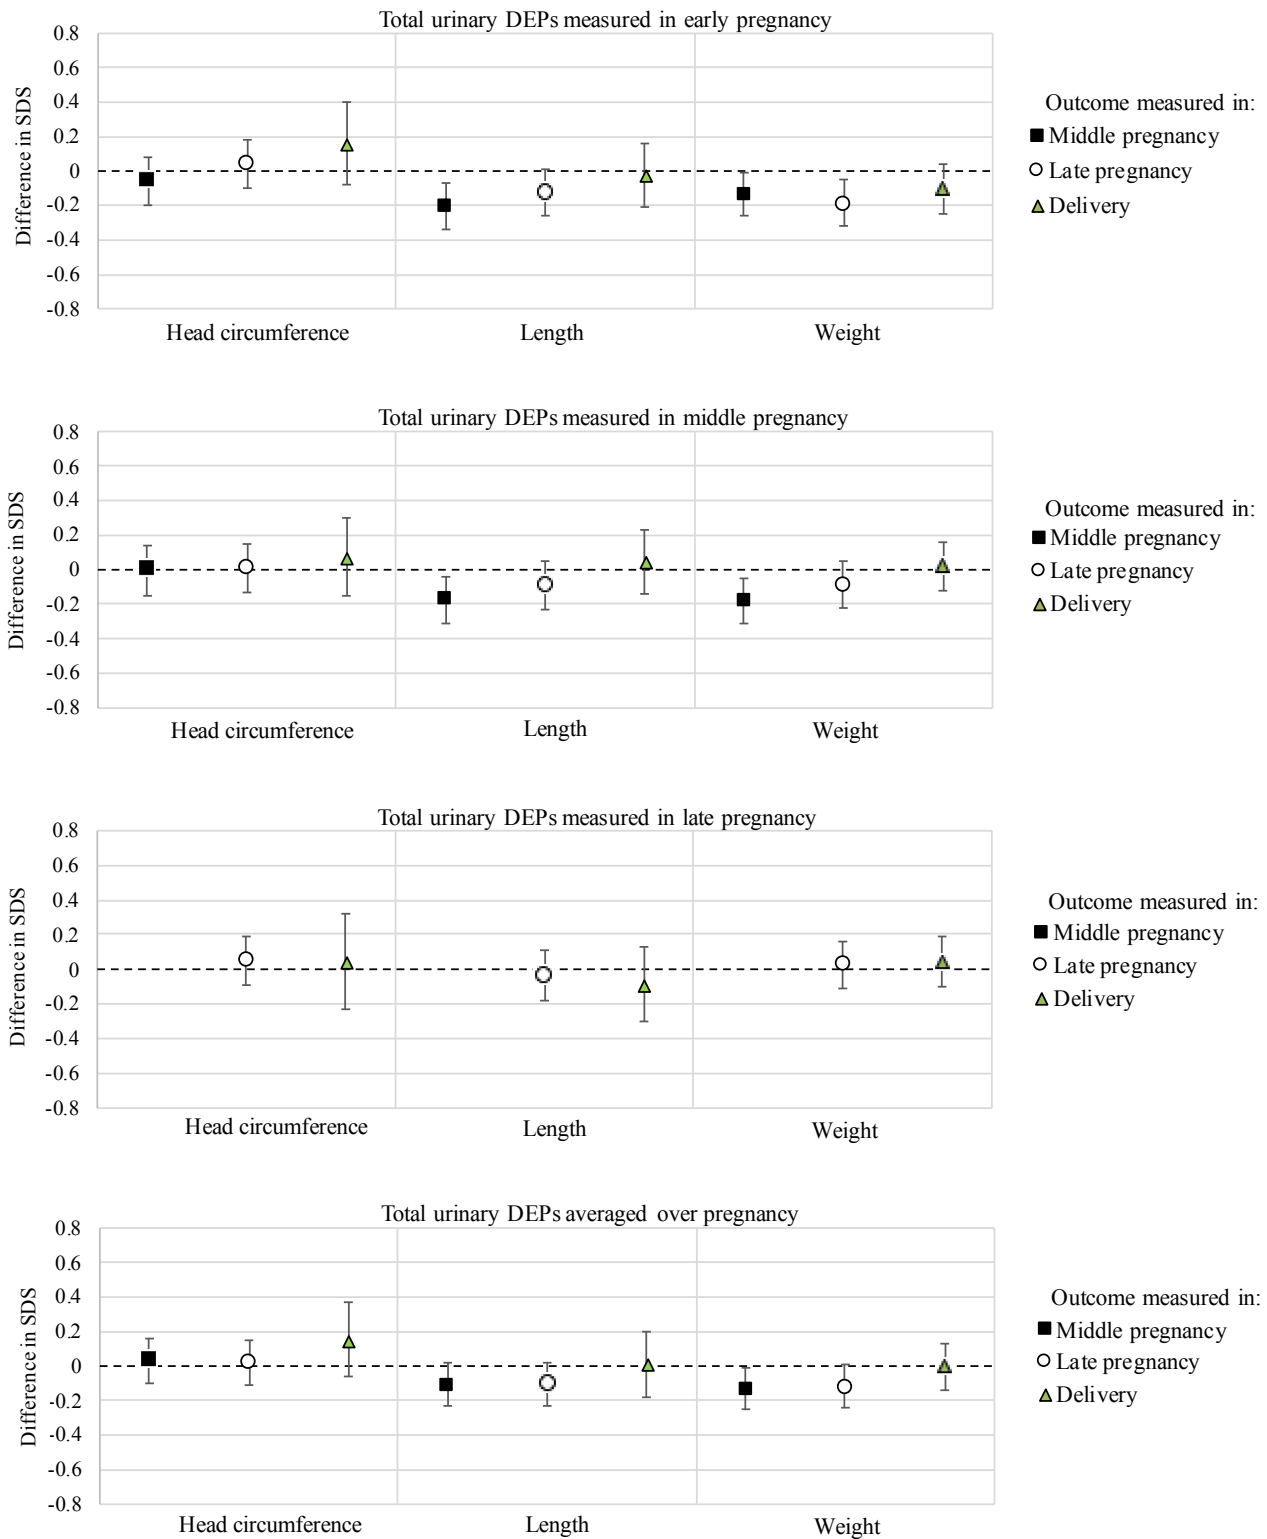 Total urinary DEPs measured in early pregnancy
0.8
0.6
0.4
0.2
0
-0.2
-0.4
-0.6
-0.8
Difference in SDS
Head circumference
Length
Weight
Outcome measured in:
Middle pregnancy
Late pregnancy
Delivery
Total urinary DEPs measured in middle pregnancy
0.8
0.6
0.4
0.2
0
-0.2
-0.4
-0.6
-0.8
Difference in SDS
Head circumference
Length
Weight
Outcome measured in:
Middle pregnancy
Late pregnancy
Delivery
Total urinary DEPs measured in late pregnancy
0.8
0.6
0.4
0.2
0
-0.2
-0.4
-0.6
-0.8
Difference in SDS
Head circumference
Length
Weight
Outcome measured in:
Middle pregnancy
Late pregnancy
Delivery
Total urinary DEPs averaged over pregnancy
0.8
0.6
0.4
0.2
0
-0.2
-0.4
-0.6
-0.8
Difference in SDS
Head circumference
Length
Weight
Outcome measured in:
Middle pregnancy
Late pregnancy
Delivery